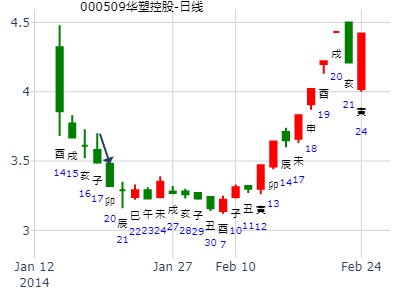 000509华塑控股-日线
4.5
4
3.5
3
酉 戌 亥 子 卯 辰 巳 午 未 戌 亥 子 丑 酉 子 丑 寅 卯 辰 未 申 酉 戌 亥 寅
14 15 16 17 20 21 22 23 24 27 28 29 30 7 10 11 12 13 14 17 18 19 20 21 24
Jan 12 Jan 27 Feb 10 Feb 24
2014